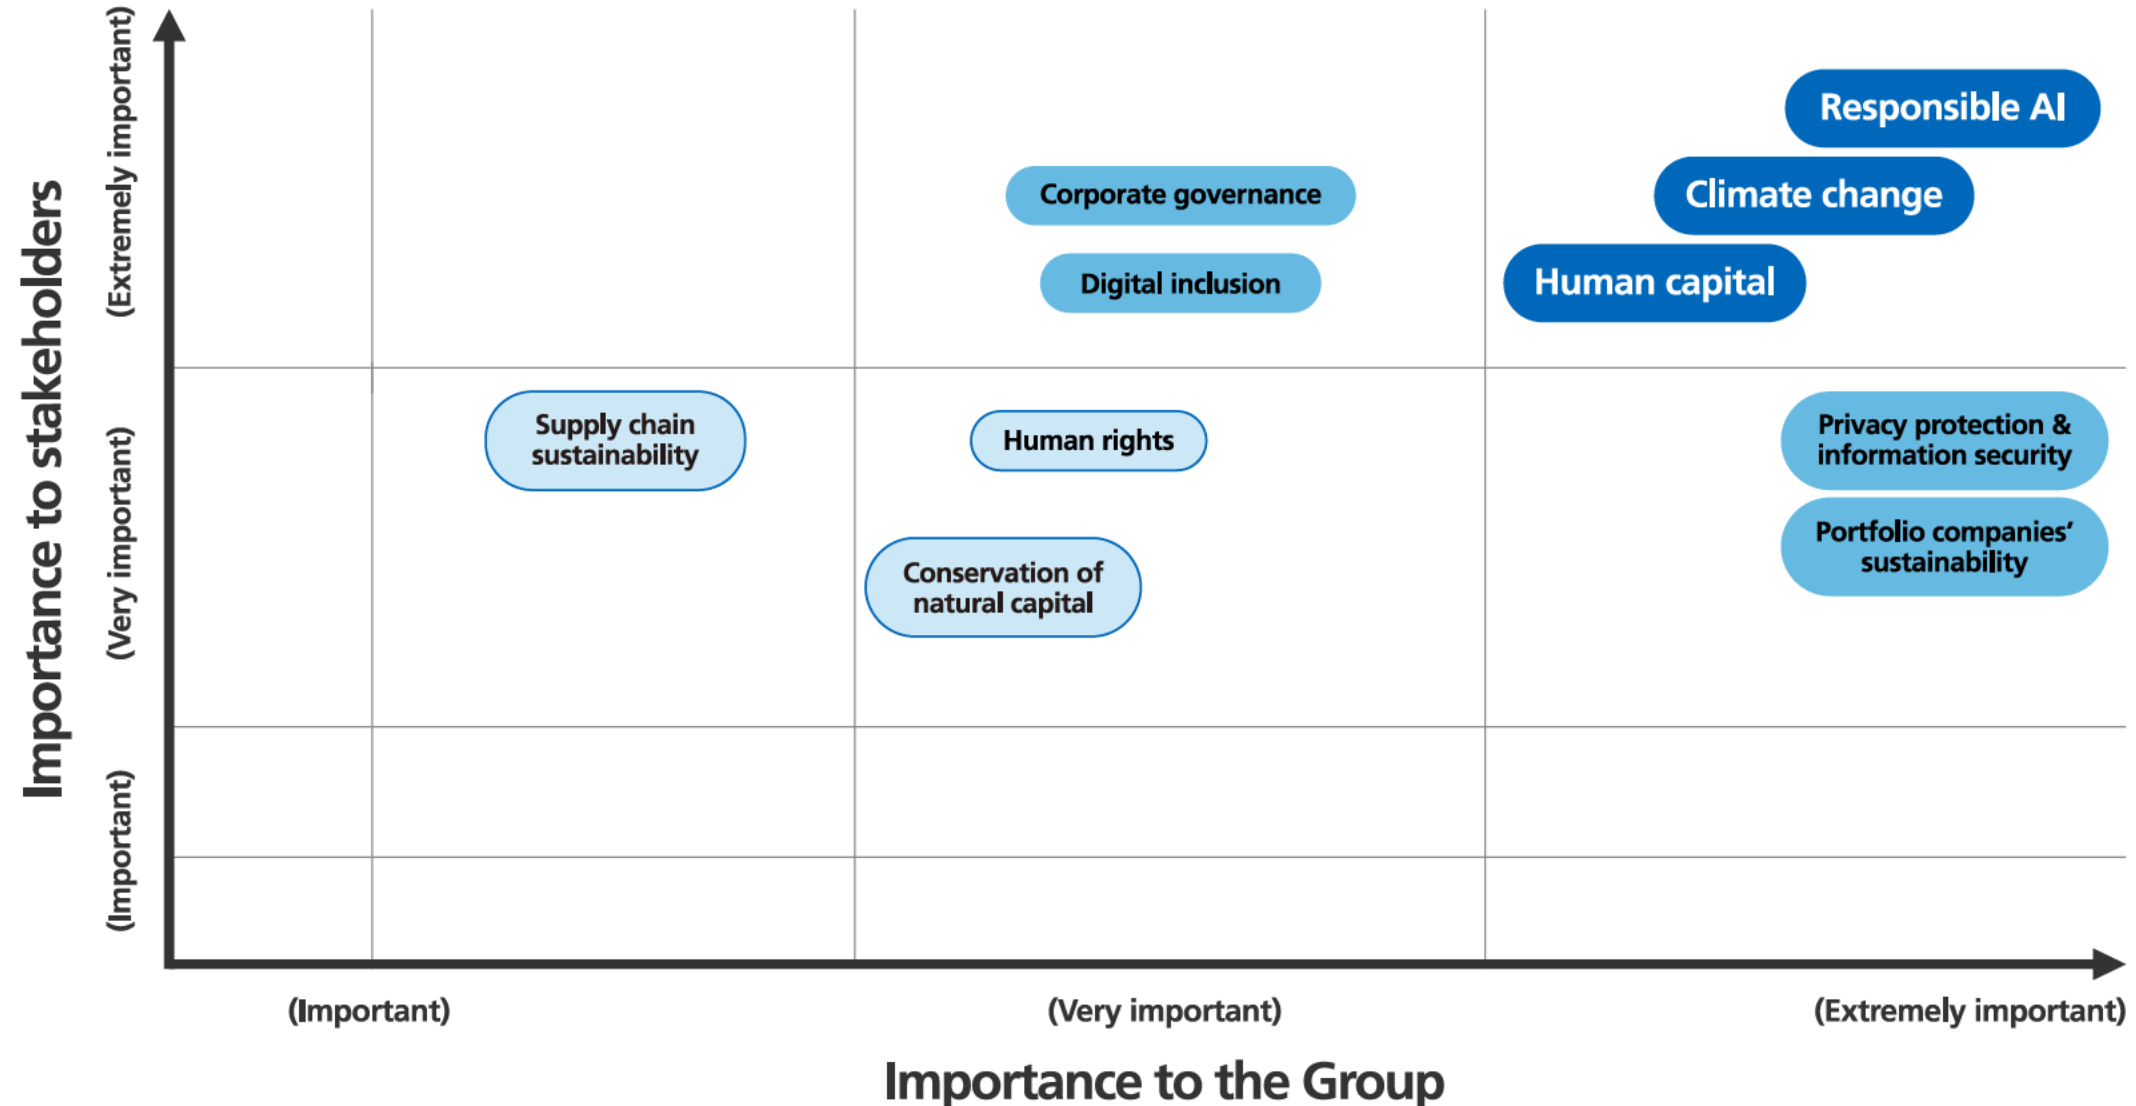 Importance to stakeholders
(Extremely important)
(Very important)
(Important)
Responsible AI
Corporate governance
Climate change
Digital inclusion
Human capital
Supply chain
sustainability
Human rights
Privacy protection &
information security
Portfolio companies’
sustainability
Conservation of
natural capital
(Important)
(Very important)
(Extremely important)
Importance to the Group